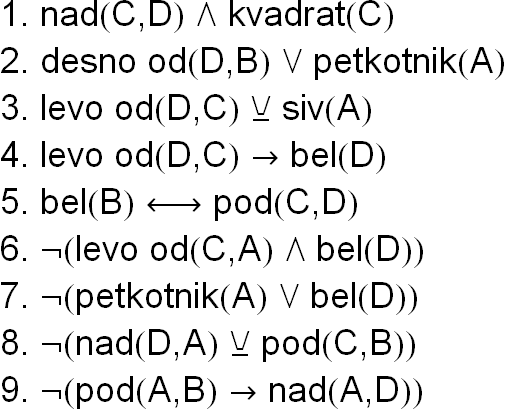 1. nad(C,D) ∧ kvadrat(C)
2. desno od(D,B) ∨ petkotnik(A)
3. levo od(D,C) ⊻ siv(A)
4. levo od(D,C) → bel(D)
5. bel(B) ⟷ pod(C,D)
6. ¬(levo od(C,A) ∧ bel(D))
7. ¬(petkotnik(A) ∨ bel(D))
8. ¬(nad(D,A) ⊻ pod(C,B))
9. ¬(pod(A,B) → nad(A,D))